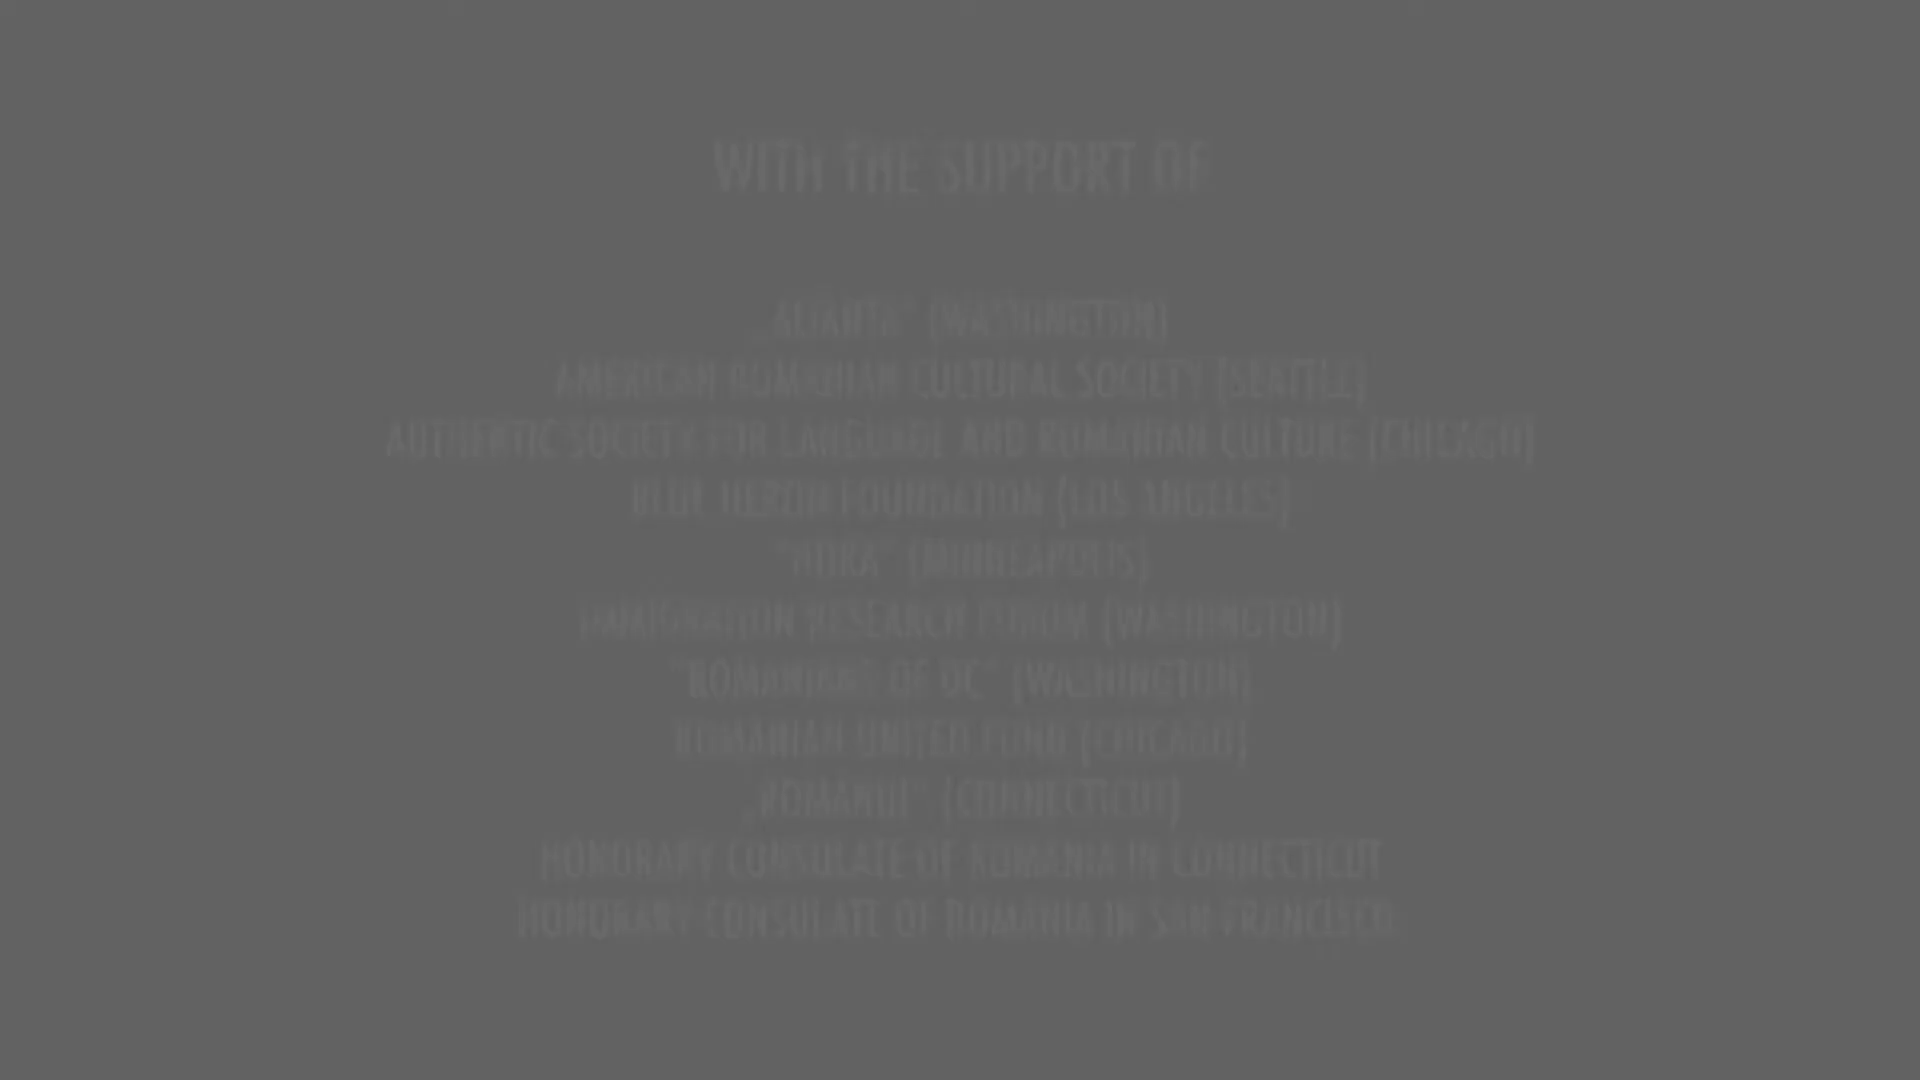 WITH THE SUPPORT OF
(WASHINGTON)
AMERICAN ROMANIAN CULTURAL SOCIETY (SEATTLE)
AUTHENTIC SOCIETY FOR LANGUAGE AND ROMANIAN CULTURE (CHICAGO)
BLUE HERON FOUNDATION (LOS ANGELES)
"HORA" (MINNEAPOLIS)
IMMIGRATION RESEARCH FORUM (WASHINGTON)
"ROMANIANS OF DC" (WASHINGTON)
ROMANIAN UNITED FUND (CHICAGO)
(CONNECTICUT)
HONORARY CONSULATE OF ROMANIA IN CONNECTICUT
HONORARY CONSULATE OF ROMANIA IN SAN FRANCISCO